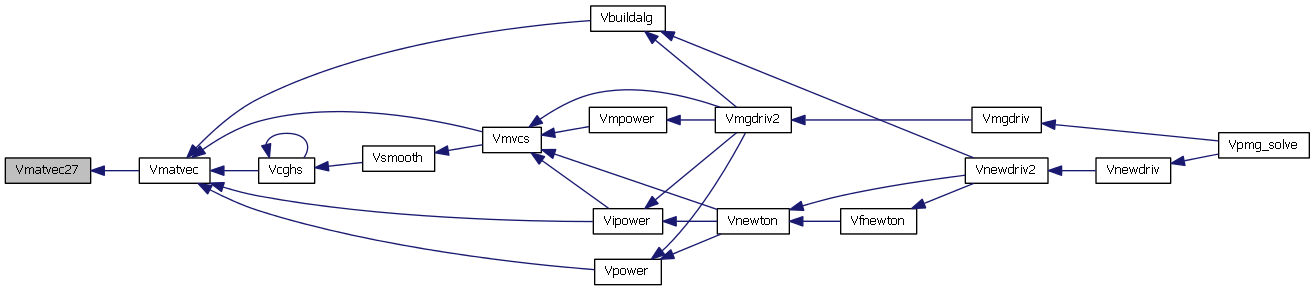 Vbuildalg
Vmpower
Vmgdriv2
Vmgdriv
Vmvcs
Vpmg_solve
Vsmooth
Vmatvec27
Vmatvec
Vcghs
Vnewdriv2
Vnewdriv
Vipower
Vnewton
Vfnewton
Vpower